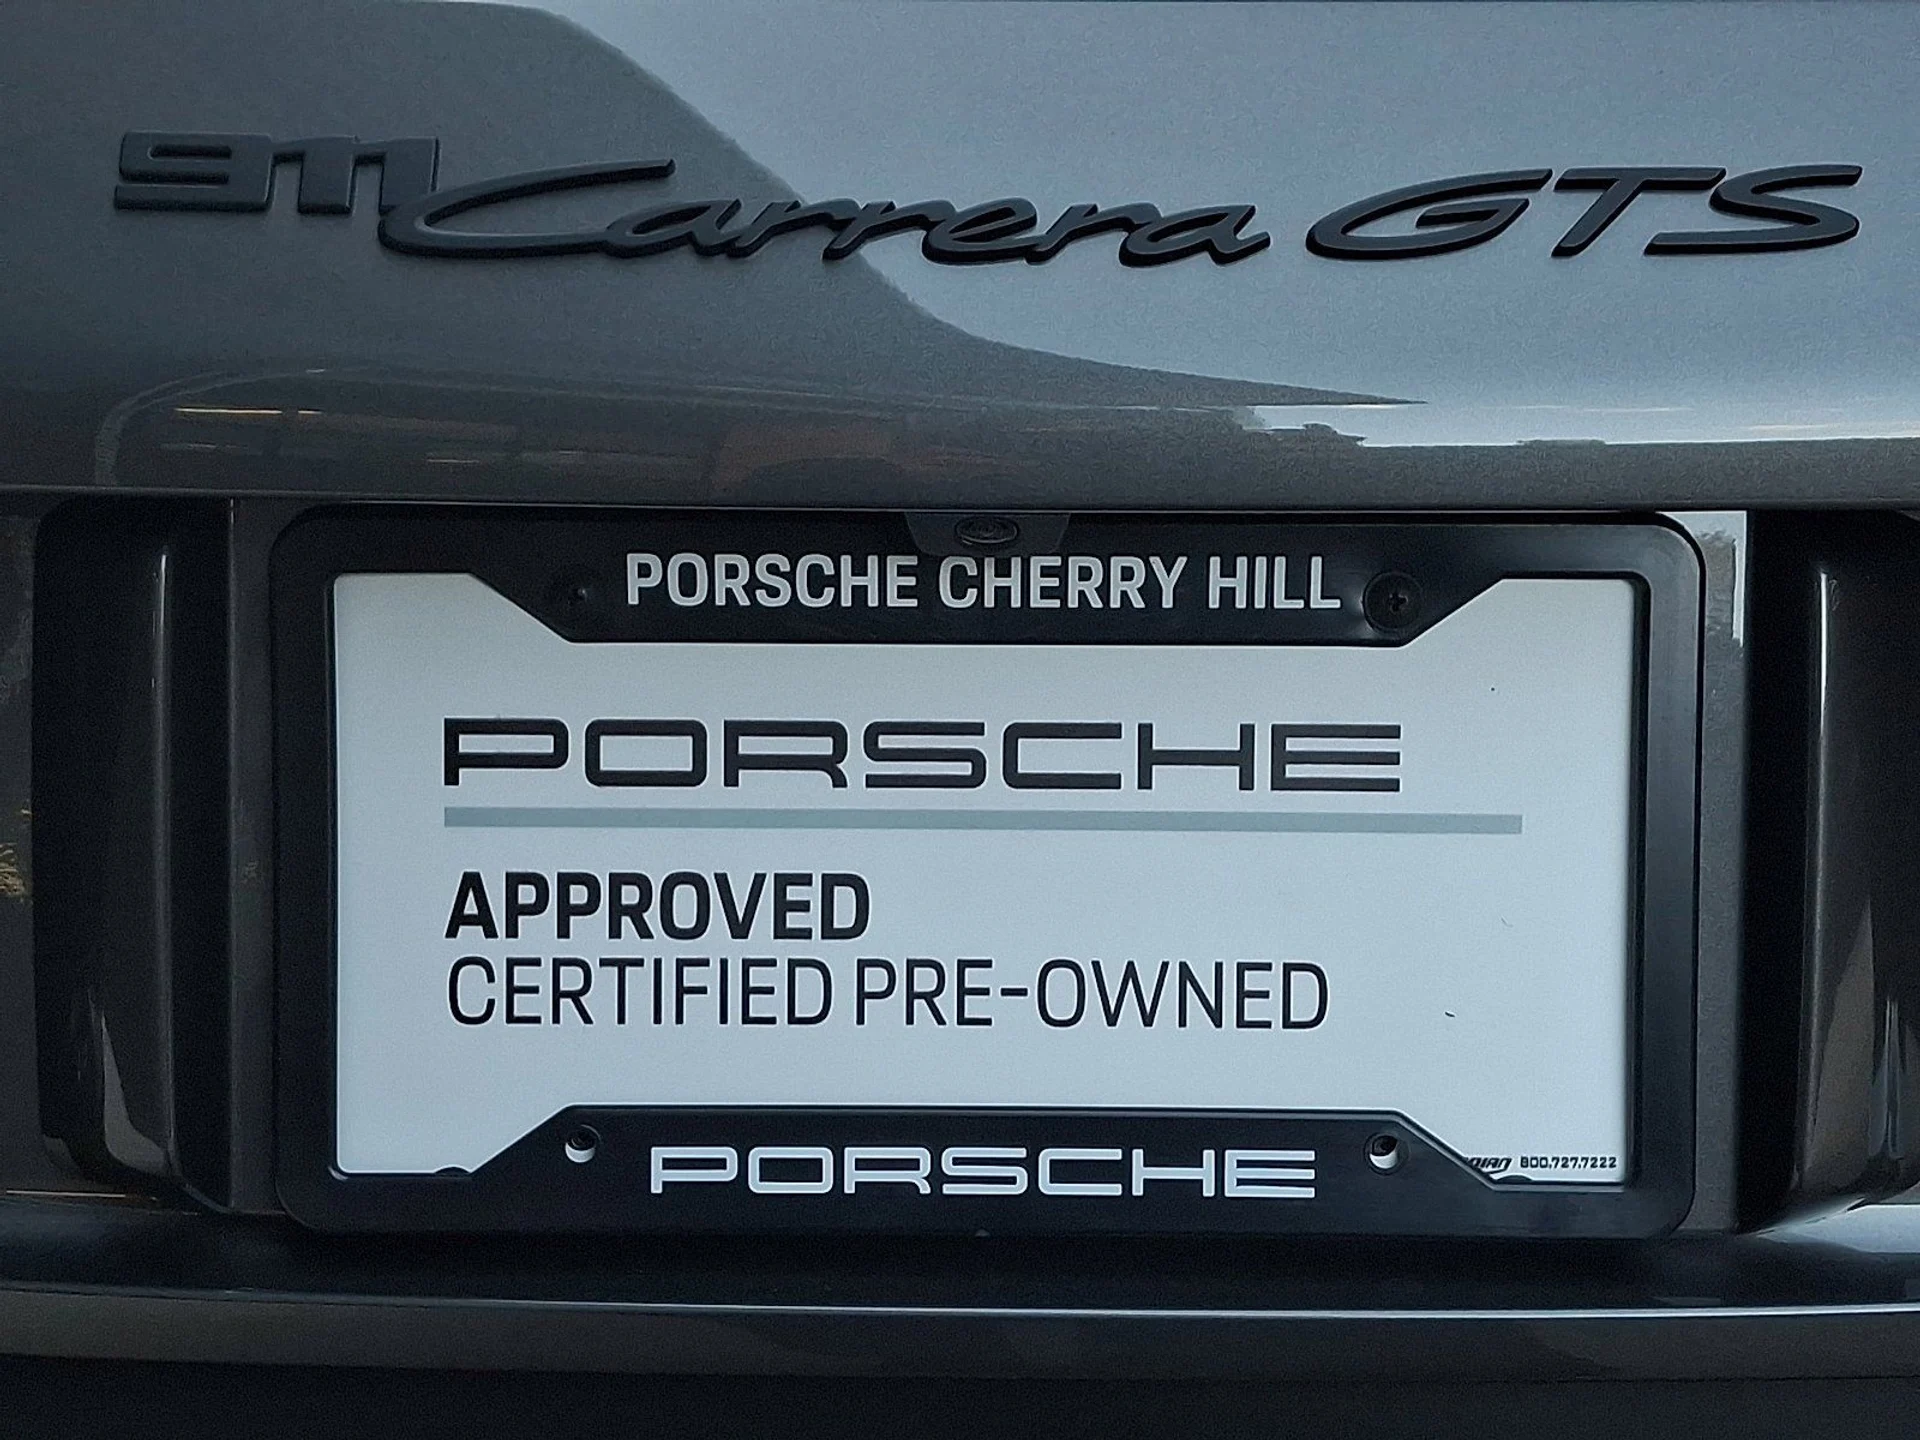 911 Carrera GTS
PORSCHE CHERRY HILL
PORSCHE
APPROVED
CERTIFIED PRE-OWNED
PORSCHE
800.727.7222